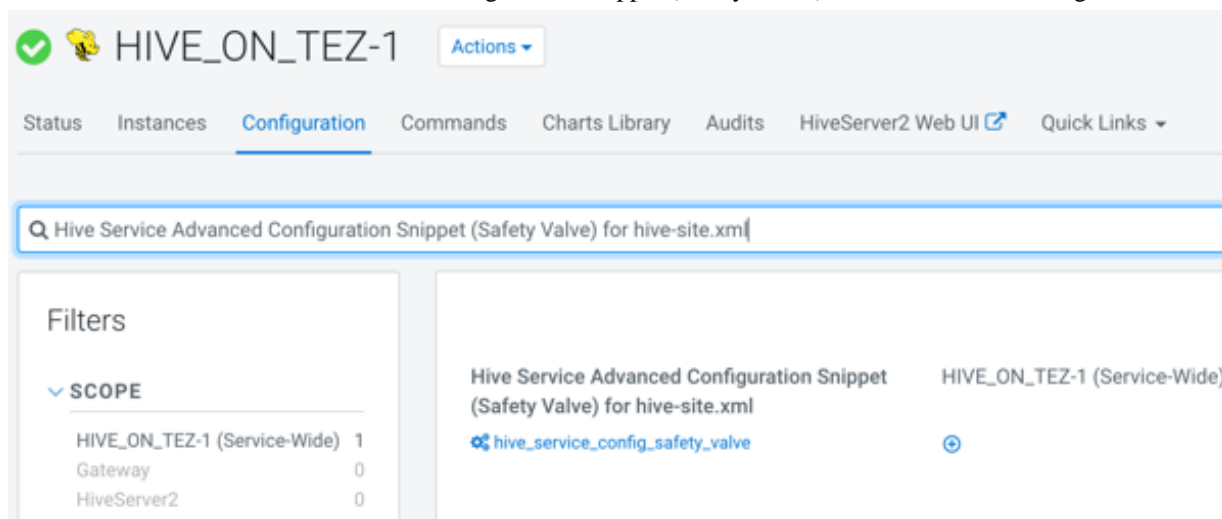 HIVE_ON_TEZ-1 Actions
Status Instances Configuration Commands Charts Library Audits HiveServer2 Web UI Quick Links
Hive Service Advanced Configuration Snippet (Safety Valve) for hive-site.xml
Filters
SCOPE
HIVE_ON_TEZ-1 (Service-Wide) 1
Gateway 0
HiveServer2 0
Hive Service Advanced Configuration Snippet
(Safety Valve) for hive-site.xml
hive_service_config_safety_valve
HIVE_ON_TEZ-1 (Service-Wide)